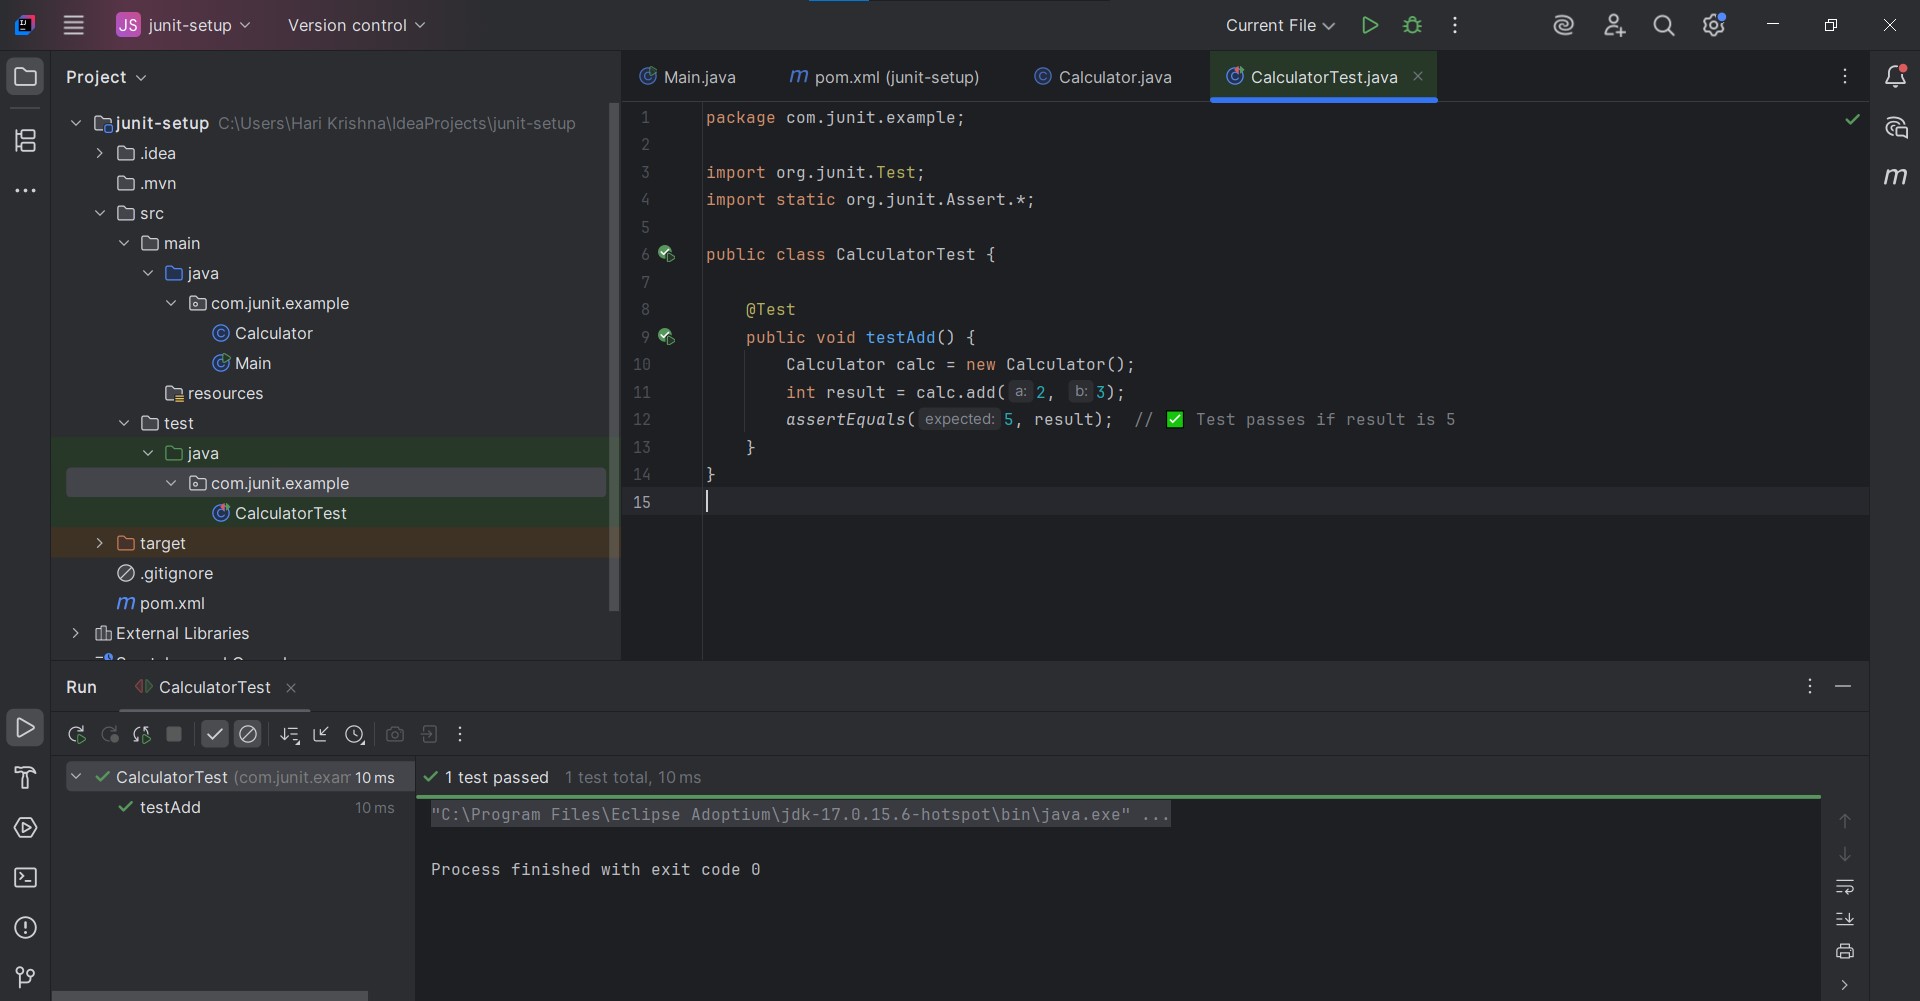 JS junit-setup
Version control
Current File
Project
junit-setup C:\Users\Hari Krishna\IdeaProjects\junit-setup
.idea
.mvn
src
main
java
com.junit.example
Calculator
Main
resources
test
java
com.junit.example
CalculatorTest
target
.gitignore
m pom.xml
External Libraries
Main.java
m pom.xml (junit-setup)
Calculator.java
CalculatorTest.java
1 package com.junit.example;
2
3 import org.junit.Test;
4 import static org.junit.Assert.*;
5
6 public class CalculatorTest {
7
8 @Test
9 public void testAdd() {
10 Calculator calc = new Calculator();
11 int result = calc.add( a: 2, b: 3);
12 assertEquals( expected: 5, result); // ✅ Test passes if result is 5
13 }
14 }
15
m
Run
CalculatorTest
CalculatorTest (com.junit.exam 10 ms
testAdd 10 ms
1 test passed 1 test total, 10 ms
"C:\Program Files\Eclipse Adoptium\jdk-17.0.15.6-hotspot\bin\java.exe" ...
Process finished with exit code 0